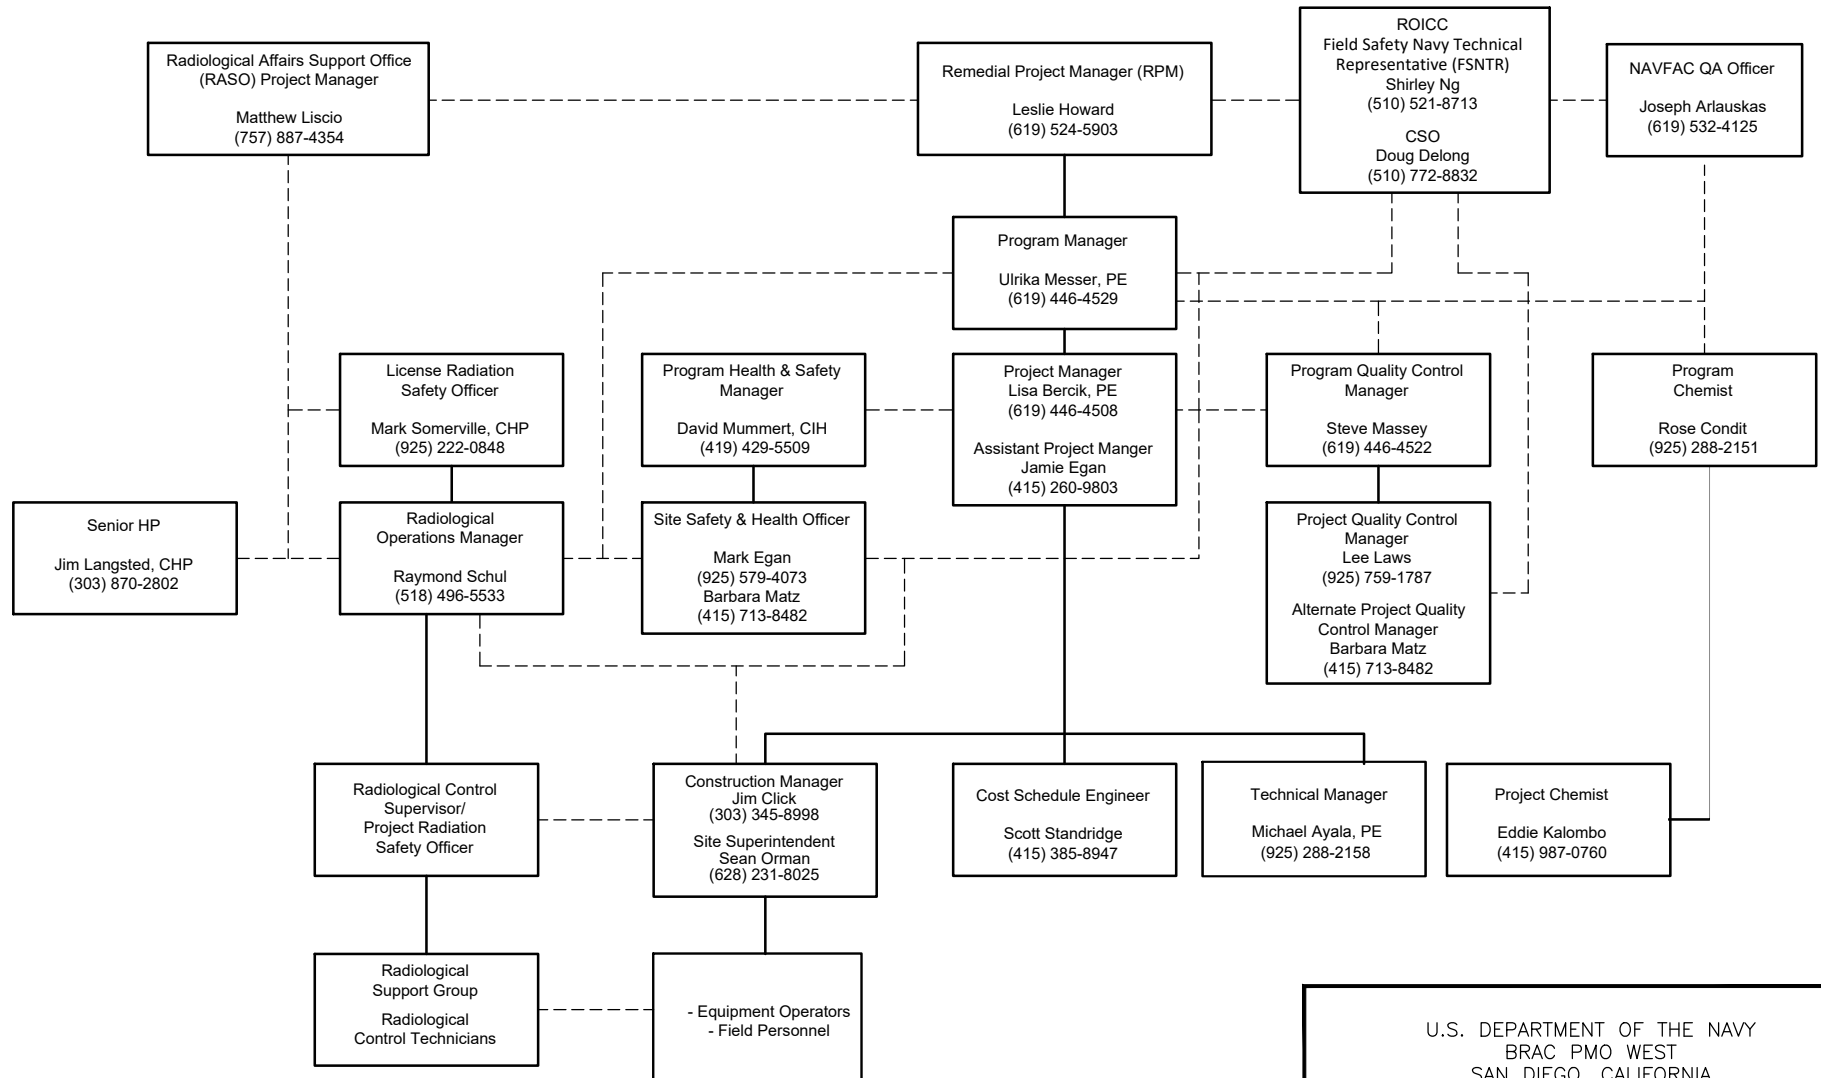 Radiological Affairs Support Office
(RASO) Project Manager
Matthew Liscio
(757) 887-4354
Remedial Project Manager (RPM)
Leslie Howard
(619) 524-5903
ROICC
Field Safety Navy Technical
Representative (FSNTR)
Shirley Ng
(510) 521-8713
CSO
Doug Delong
(510) 772-8832
NAVFAC QA Officer
Joseph Arlauskas
(619) 532-4125
Program Manager
Ulrika Messer, PE
(619) 446-4529
License Radiation
Safety Officer
Mark Somerville, CHP
(925) 222-0848
Program Health & Safety
Manager
David Mummert, CIH
(419) 429-5509
Project Manager
Lisa Bercik, PE
(619) 446-4508
Assistant Project Manger
Jamie Egan
(415) 260-9803
Program Quality Control
Manager
Steve Massey
(619) 446-4522
Program
Chemist
Rose Condit
(925) 288-2151
Senior HP
Jim Langsted, CHP
(303) 870-2802
Radiological
Operations Manager
Raymond Schul
(518) 496-5533
Site Safety & Health Officer
Mark Egan
(925) 579-4073
Barbara Matz
(415) 713-8482
Project Quality Control
Manager
Lee Laws
(925) 759-1787
Alternate Project Quality
Control Manager
Barbara Matz
(415) 713-8482
Radiological Control
Supervisor/
Project Radiation
Safety Officer
Construction Manager
Jim Click
(303) 345-8998
Site Superintendent
Sean Orman
(628) 231-8025
Cost Schedule Engineer
Scott Standridge
(415) 385-8947
Technical Manager
Michael Ayala, PE
(925) 288-2158
Project Chemist
Eddie Kalombo
(415) 987-0760
Radiological
Support Group
Radiological
Control Technicians
- Equipment Operators
- Field Personnel
U.S. DEPARTMENT OF THE NAVY
BRAC PMO WEST
SAN DIEGO, CALIFORNIA